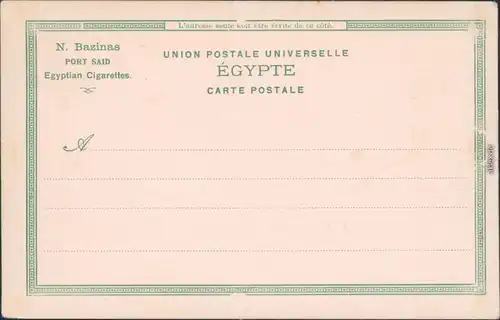 L'adresse seule doit être écrite de ce côté.
N. Bazinas
PORT SAID
Egyptian Cigarettes.
UNION POSTALE UNIVERSELLE
ÉGYPTE
CARTE POSTALE
A